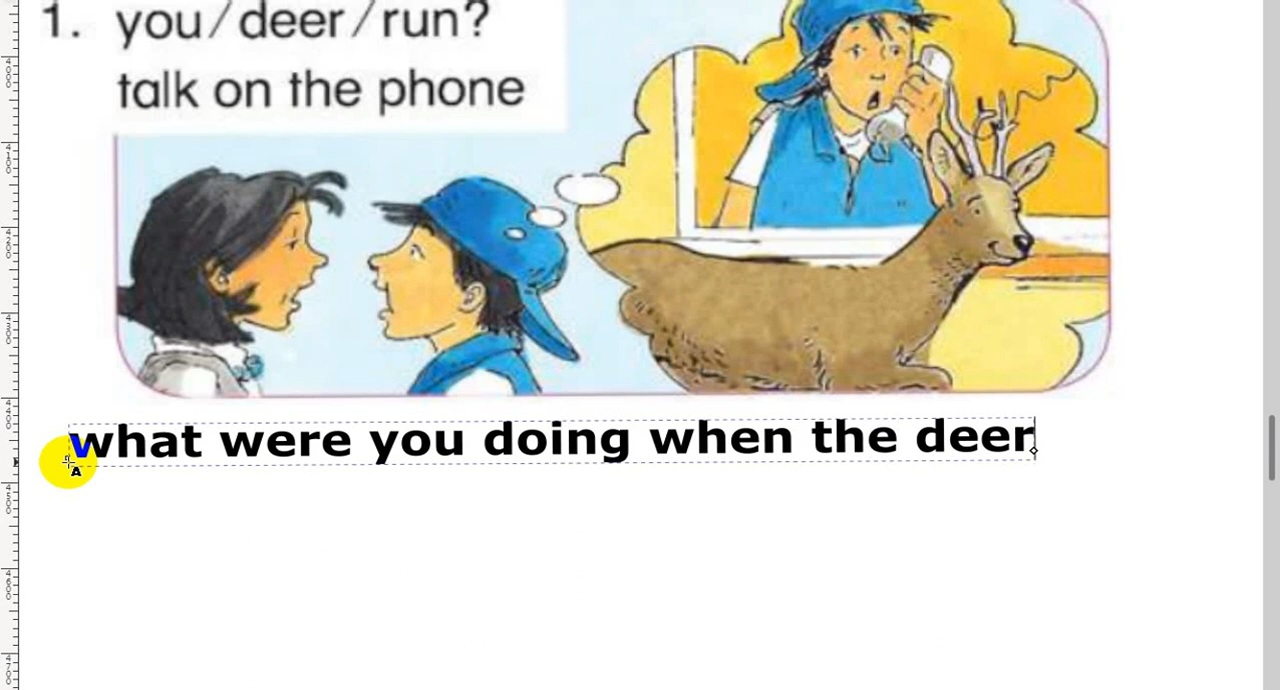 1. you/deer/run?
talk on the phone
what were you doing when the deer